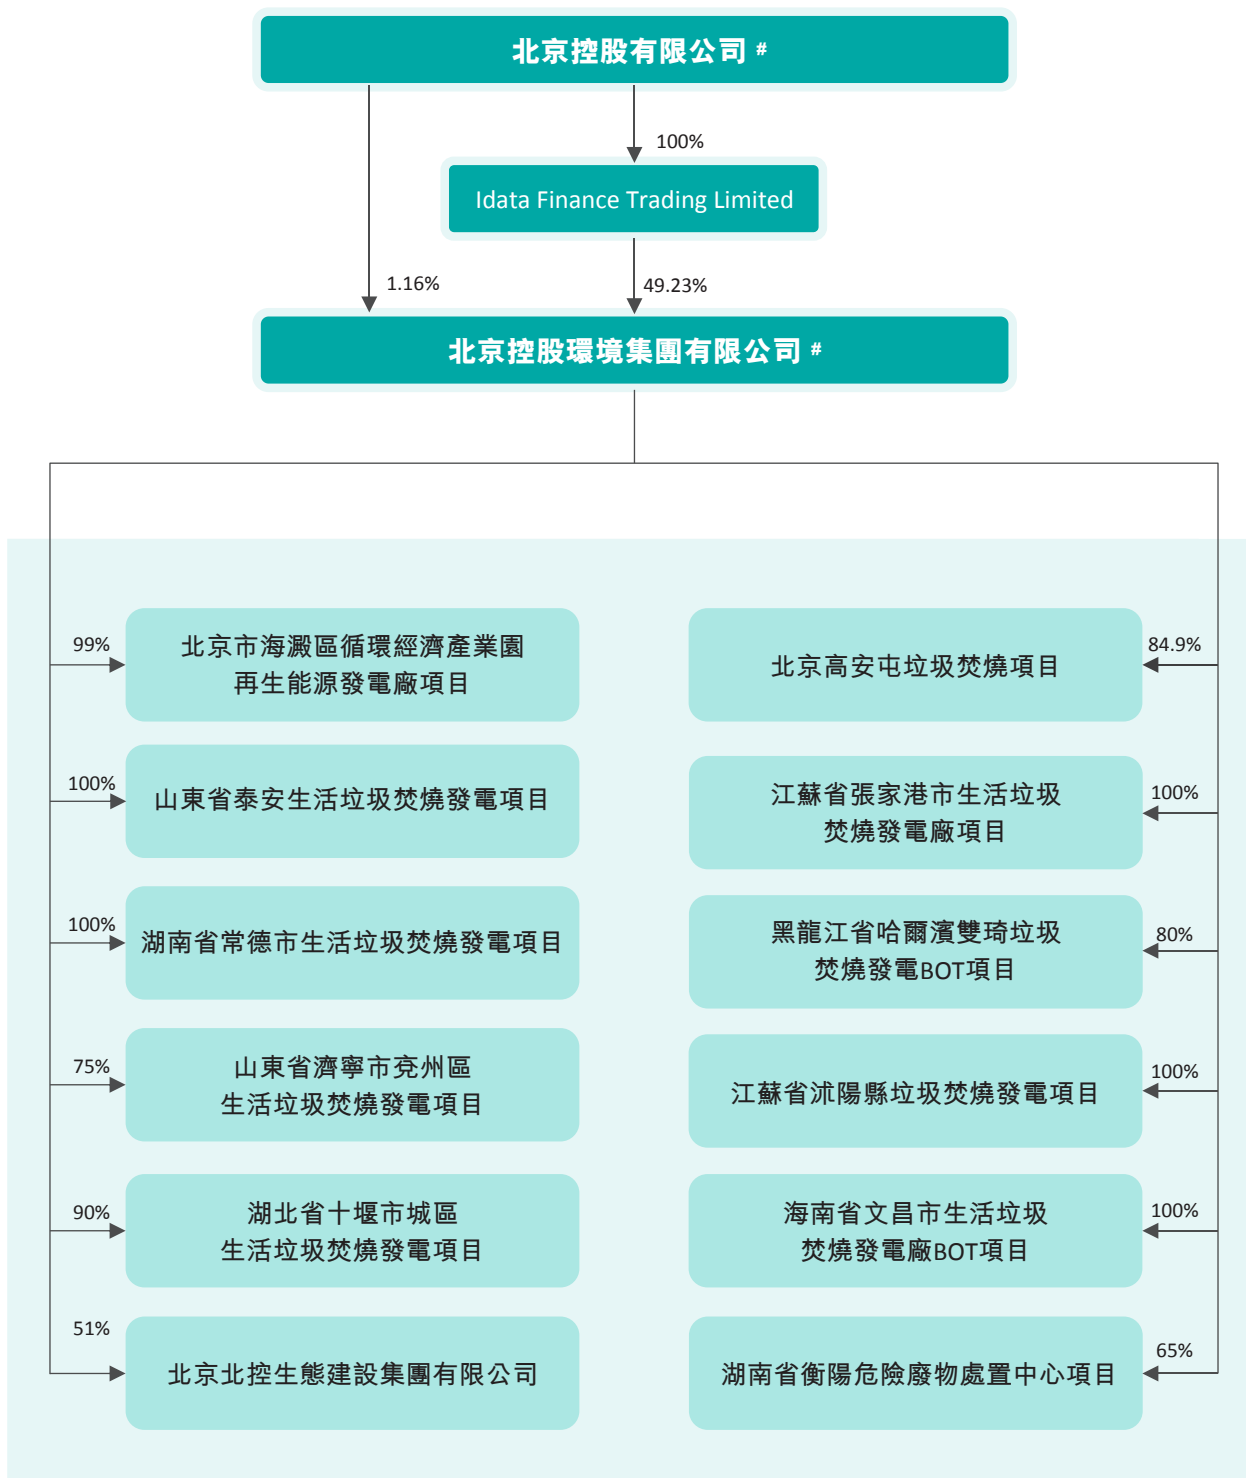 北京控股有限公司 #
100%
Idata Finance Trading Limited
1.16%
49.23%
北京控股環境集團有限公司 #
99%
北京市海澱區循環經濟產業園
再生能源發電廠項目
84.9%
北京高安屯垃圾焚燒項目
100%
山東省泰安生活垃圾焚燒發電項目
100%
江蘇省張家港市生活垃圾
焚燒發電廠項目
100%
湖南省常德市生活垃圾焚燒發電項目
80%
黑龍江省哈爾濱雙琦垃圾
焚燒發電BOT項目
75%
山東省濟寧市兗州區
生活垃圾焚燒發電項目
100%
江蘇省沭陽縣垃圾焚燒發電項目
90%
湖北省十堰市城區
生活垃圾焚燒發電項目
100%
海南省文昌市生活垃圾
焚燒發電廠BOT項目
51%
北京北控生態建設集團有限公司
65%
湖南省衡陽危險廢物處置中心項目